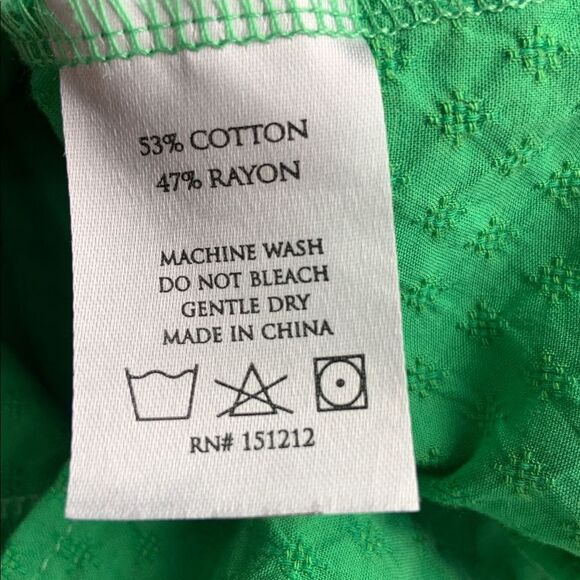 53% COTTON
47% RAYON
MACHINE WASH
DO NOT BLEACH
GENTLE DRY
MADE IN CHINA
RN# 151212